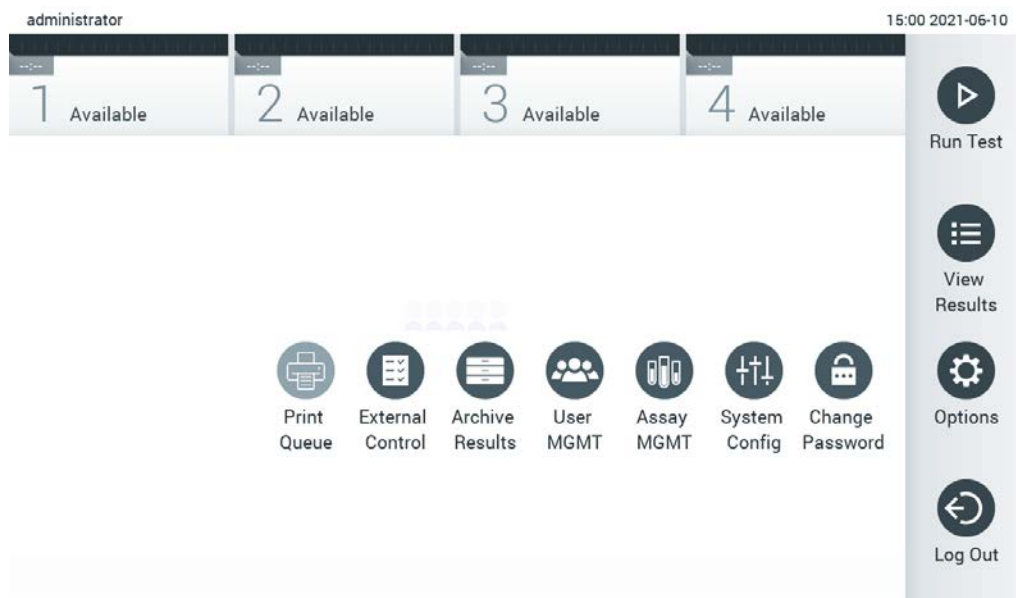 administrator 15:00 2021-06-10
--:-- --:-- --:-- --:--
1 Available 2 Available 3 Available 4 Available
Run Test
View
Results
Print External Archive User Assay System Change
Queue Control Results MGMT MGMT Config Password
Options
Log Out